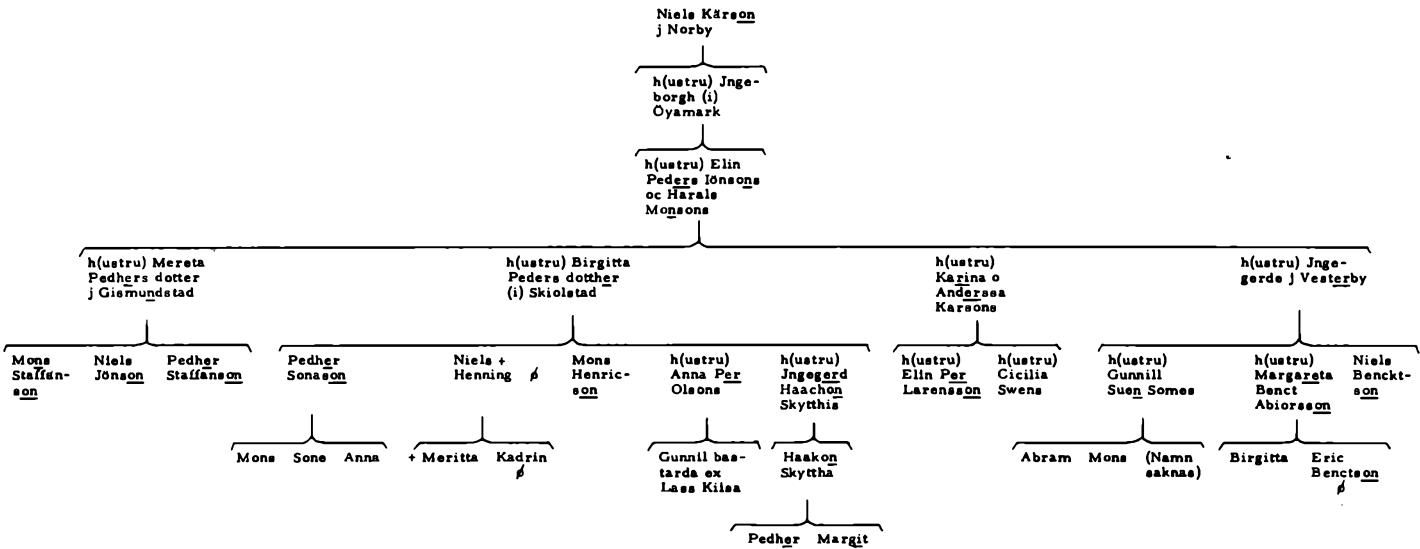 Niels Kärson
j Norby
h(ustru) Jnge-
borgh (i)
Öyamark
h(ustru) Elin
Peders Iönsons
oc Harals
Monsons
h(ustru) Mereta
Pedhers dotter
j Gismundstad
h(ustru) Birgitta
Peders dotther
(i) Skiolstad
h(ustru)
Karina o
Anderssa
Karsons
h(ustru) Jnge-
gerds j Vesterby
Mons
Staffan-
son
Niels
Jönson
Pedher
Staffanson
Pedher
Sonason
Niels +
Henning ø
Mons
Henric-
son
h(ustru)
Anna Per
Olsons
h(ustru)
Jngegerd
Haachon
Skytthis
h(ustru)
Elin Per
Larensson
h(ustru)
Cicilia
Swens
h(ustru)
Gunnill
Suen Somes
h(ustru)
Margareta
Benct
Abiorsson
Niels
Benckt-
son
Mons Sone Anna
+ Meritta Kadrin
ø
Gunnil bas-
tarda ex
Lass Kilsa
Haakon
Skyttha
Abram Mons (Namn
saknas)
Birgitta Eric
Benctson
ø
Pedher Margit